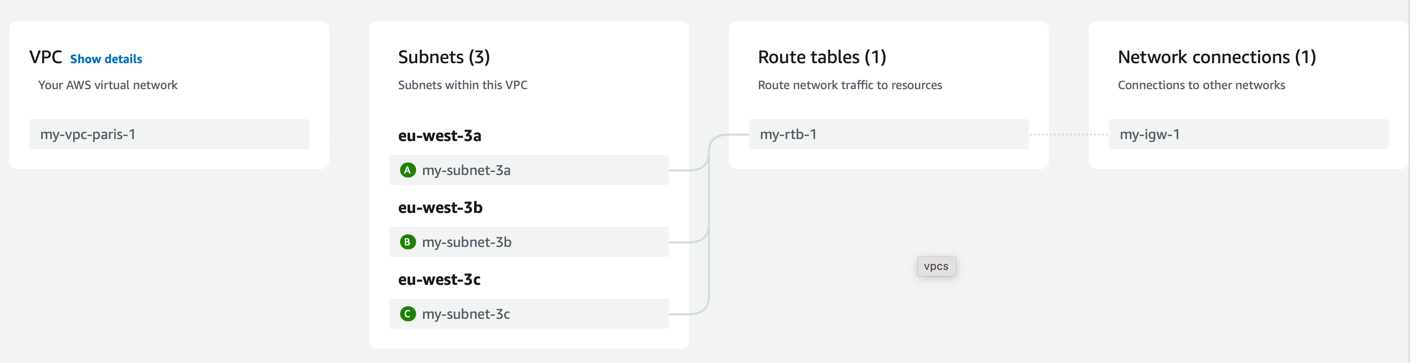 VPC Show details
Your AWS virtual network
my-vpc-paris-1
Subnets (3)
Subnets within this VPC
eu-west-3a
A my-subnet-3a
eu-west-3b
B my-subnet-3b
eu-west-3c
C my-subnet-3c
Route tables (1)
Route network traffic to resources
my-rtb-1
vpcs
Network connections (1)
Connections to other networks
my-igw-1